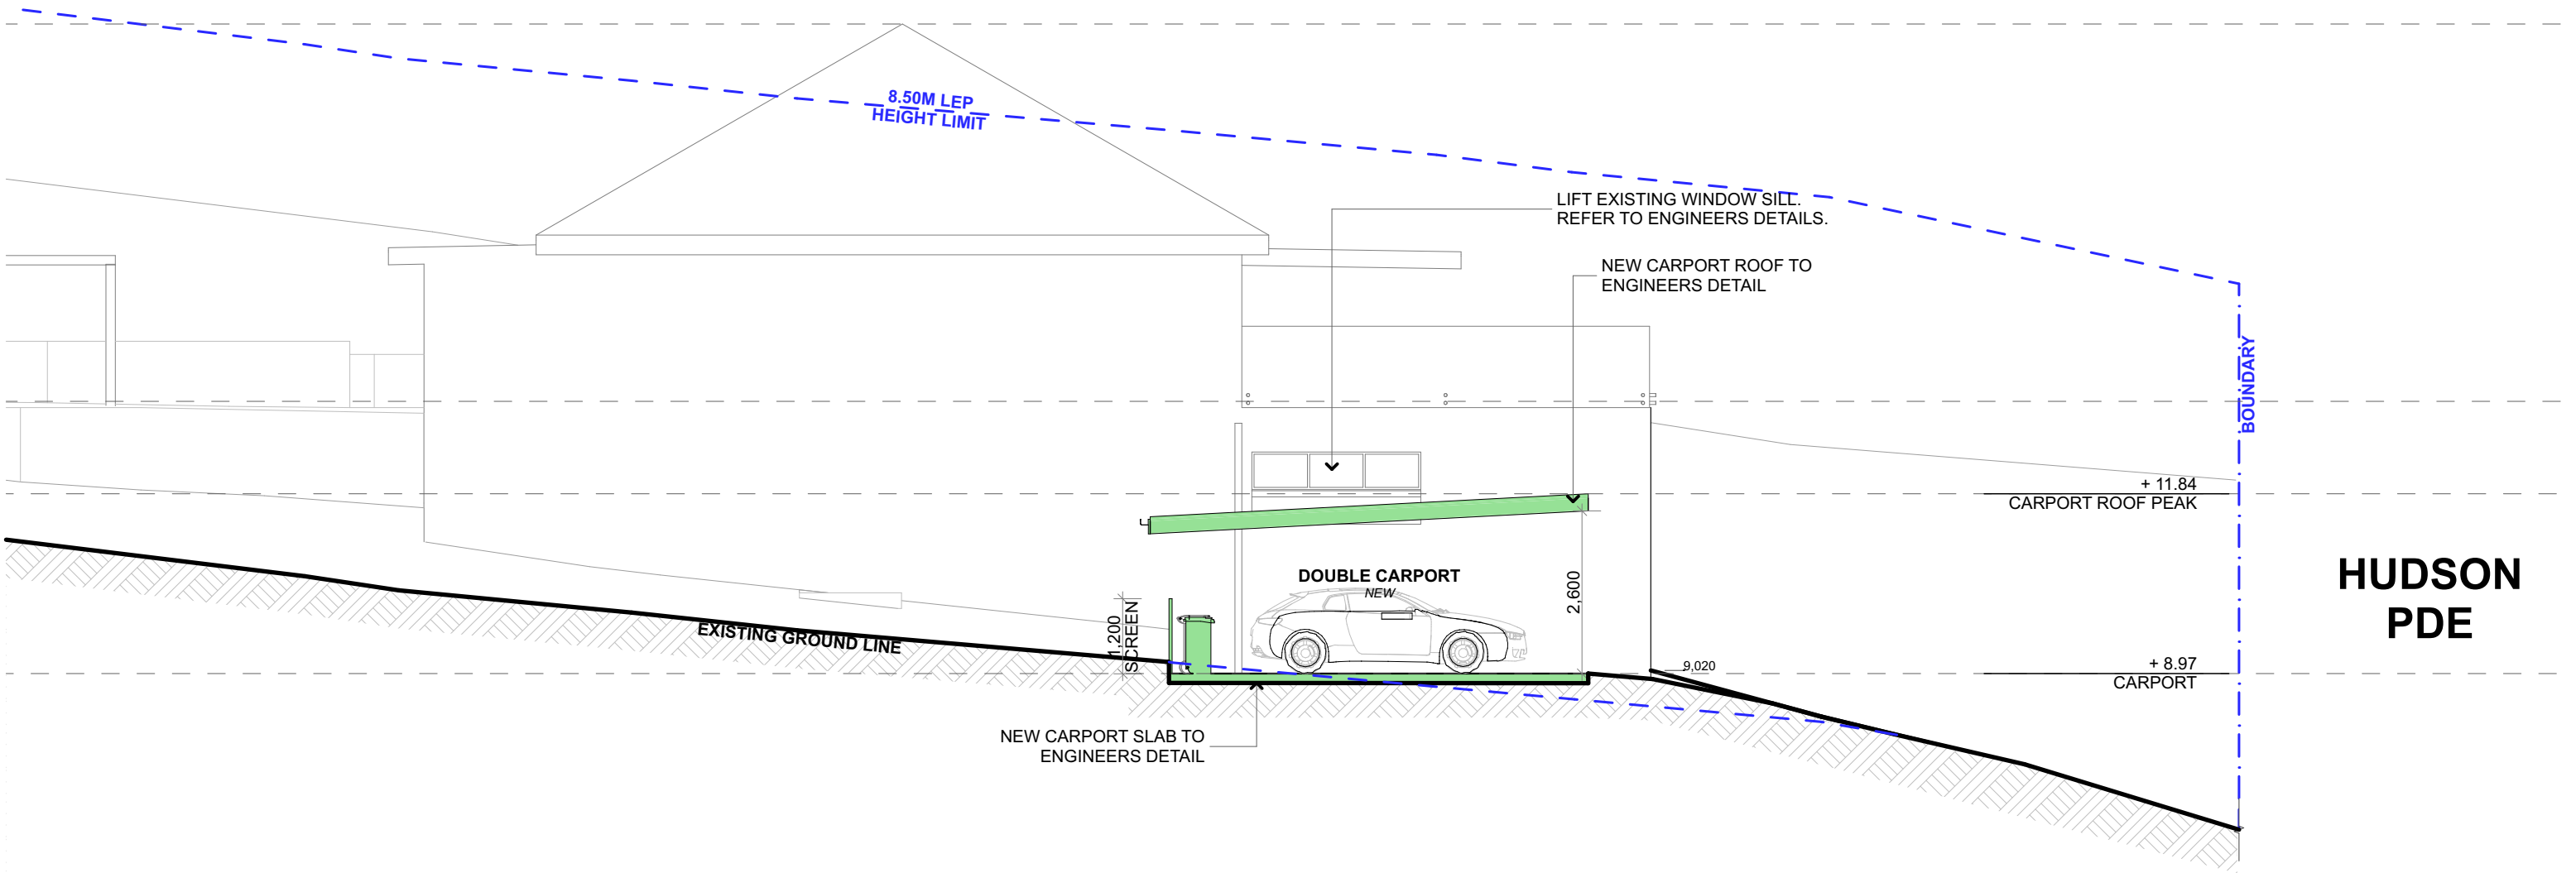 8.50M LEP
HEIGHT LIMIT
LIFT EXISTING WINDOW SILL.
REFER TO ENGINEERS DETAILS.
NEW CARPORT ROOF TO
ENGINEERS DETAIL
BOUNDARY
+ 11.84
CARPORT ROOF PEAK
HUDSON
PDE
DOUBLE CARPORT
NEW
2,600
1,200
SCREEN
EXISTING GROUND LINE
9,020
+ 8.97
CARPORT
NEW CARPORT SLAB TO
ENGINEERS DETAIL